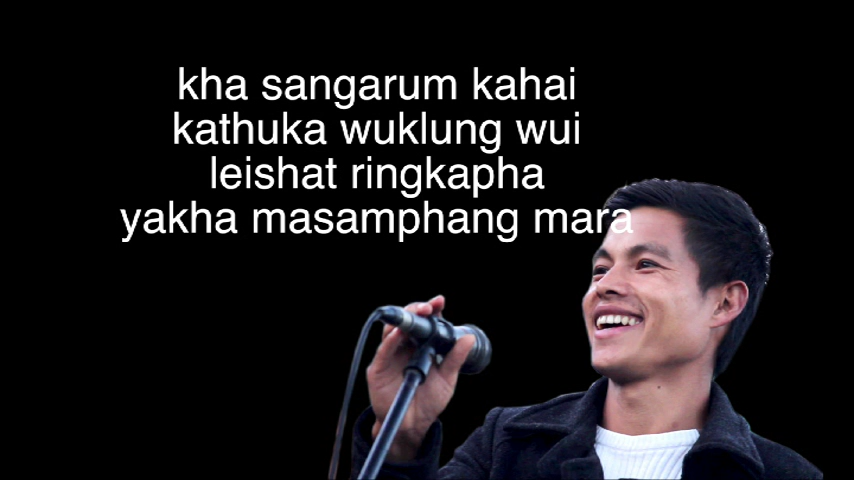 kha sangarum kahai
kathuka wuklung wui
leishat ringkapha
yakha masamphang mara